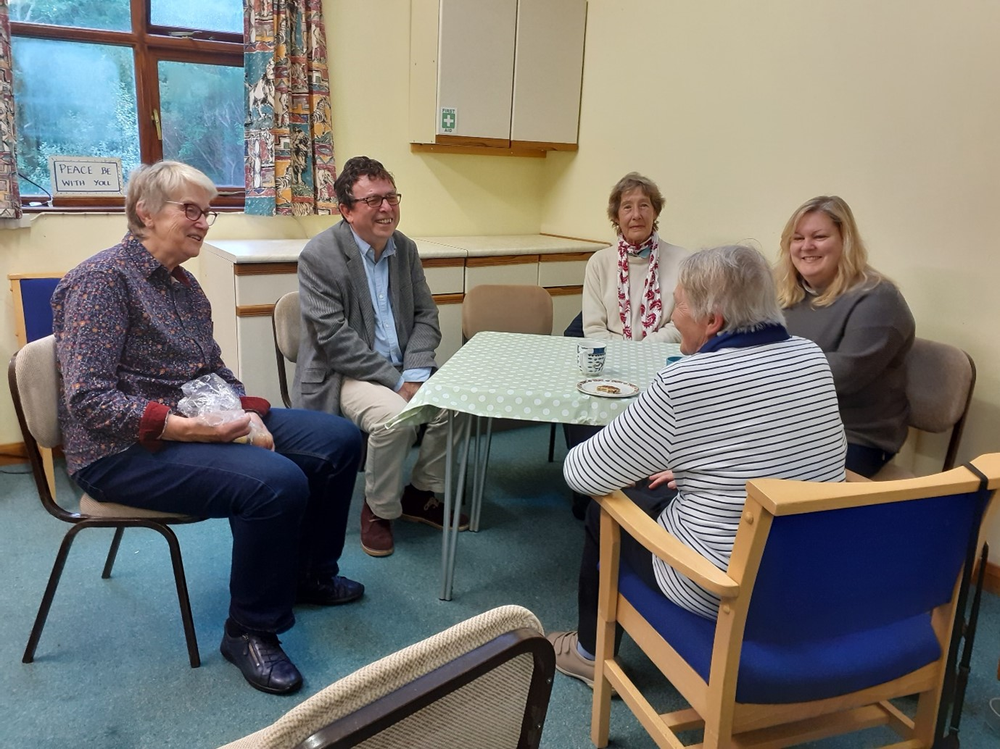 FIRST
AID
PEACE BE
WITH YOU